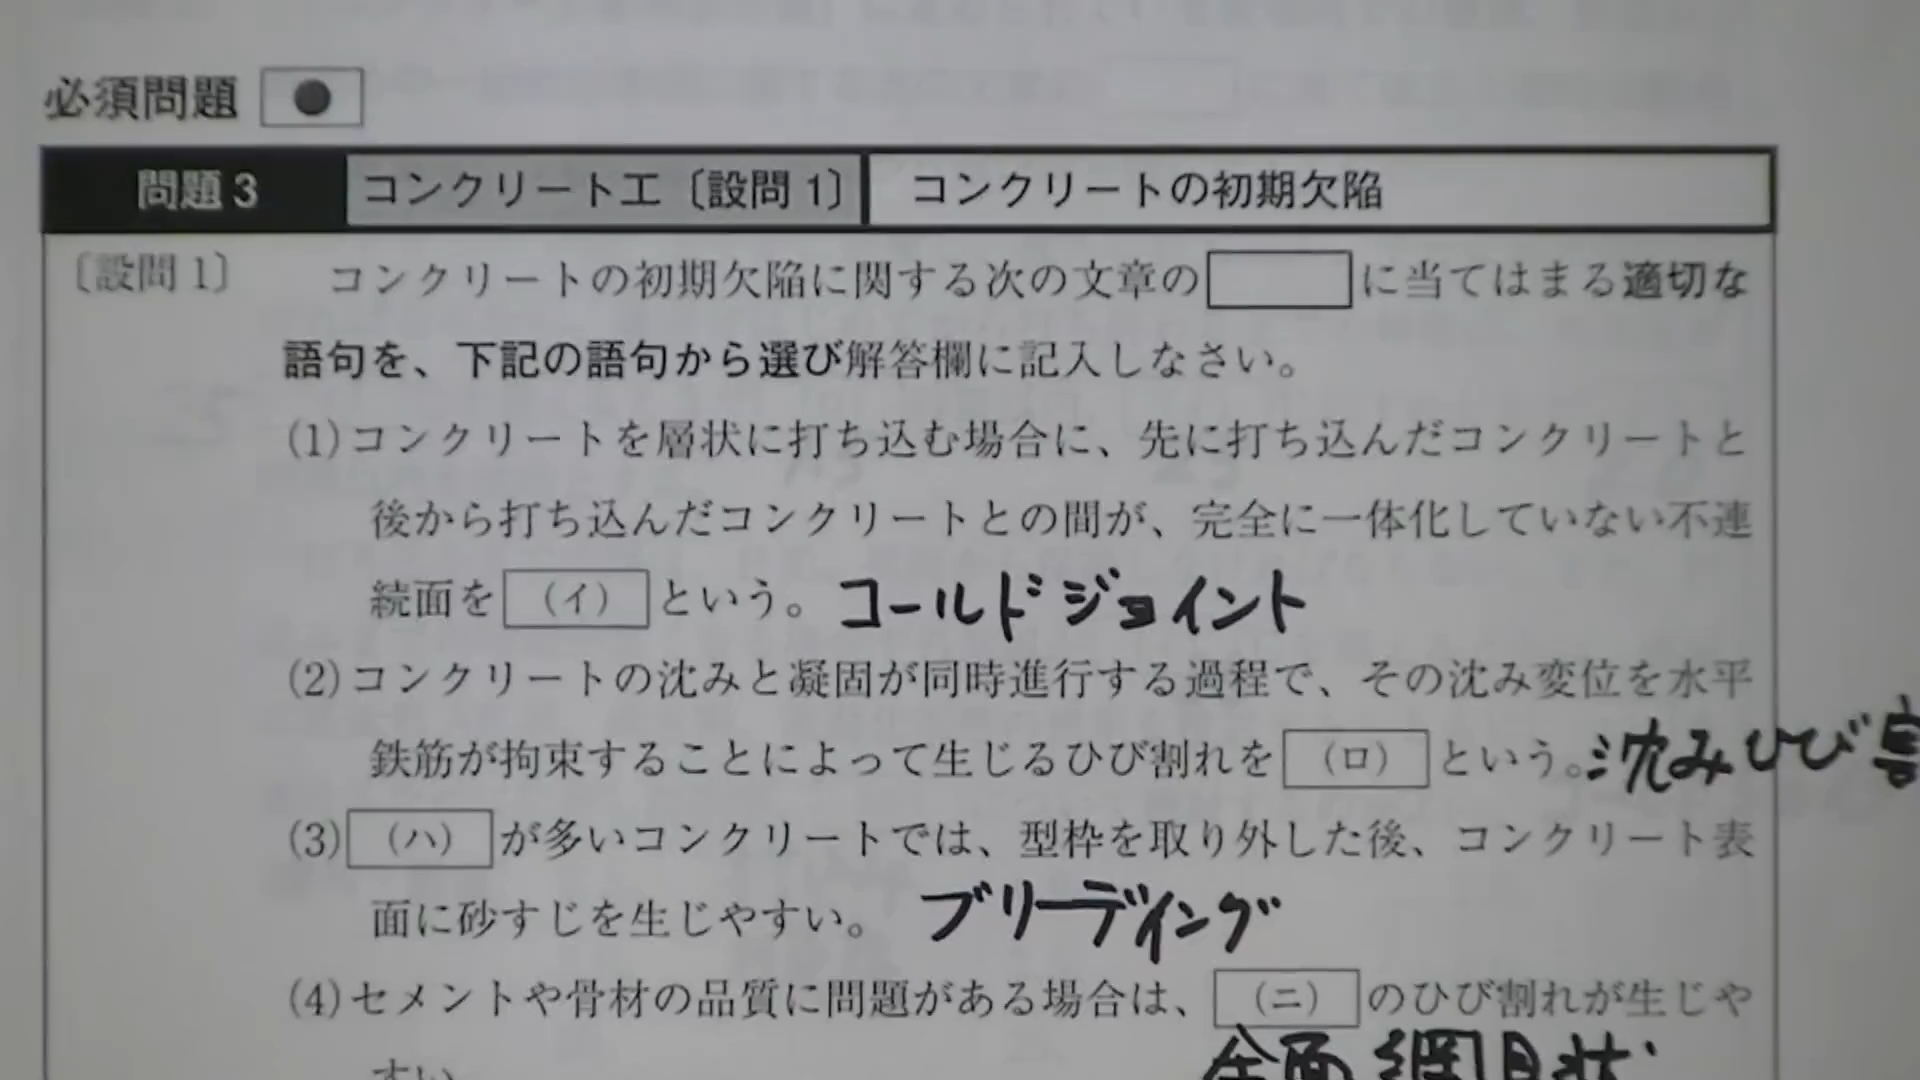 必須問題 ●
問題3 コンクリート工〔設問1〕 コンクリートの初期欠陥
〔設問1〕 コンクリートの初期欠陥に関する次の文章の に当てはまる適切な
語句を、下記の語句から選び解答欄に記入しなさい。
(1)コンクリートを層状に打ち込む場合に、先に打ち込んだコンクリートと
後から打ち込んだコンクリートとの間が、完全に一体化していない不連
続面を (イ) という。 コールドジョイント
(2)コンクリートの沈みと凝固が同時進行する過程で、その沈み変位を水平
鉄筋が拘束することによって生じるひび割れを (ロ) という。沈みひび
(3) (ハ) が多いコンクリートでは、型枠を取り外した後、コンクリート表
面に砂すじを生じやすい。 ブリーディング
(4)セメントや骨材の品質に問題がある場合は、 (ニ) のひび割れが生じや
すい 全面網目状